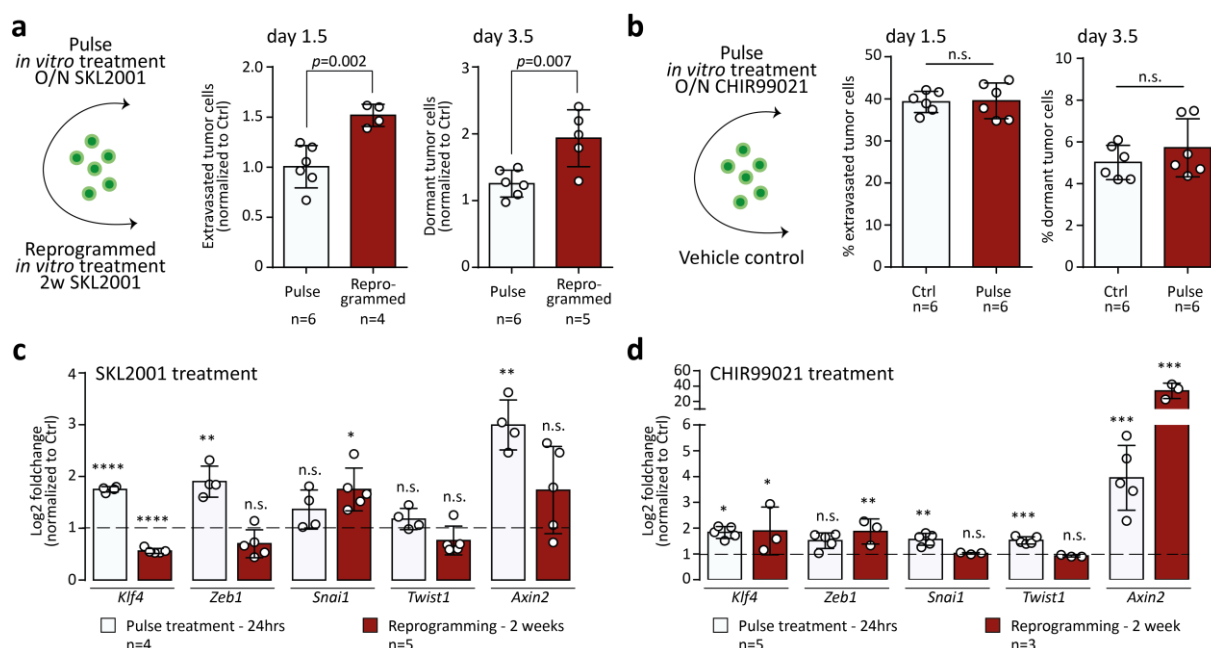 a
Pulse
in vitro treatment
O/N SKL2001
Reprogrammed
in vitro treatment
2w SKL2001
day 1.5
p=0.002
Extravasated tumor cells
(normalized to Ctrl)
2.0
1.5
1.0
0.5
0.0
Pulse
Repro-
grammed
n=6
n=4
day 3.5
p=0.007
Dormant tumor cells
(normalized to Ctrl)
3
2
1
0
Pulse
Repro-
grammed
n=6
n=5
b
Pulse
in vitro treatment
O/N CHIR99021
Vehicle control
day 1.5
n.s.
% extravasated tumor cells
50
40
30
20
10
0
Ctrl
n=6
Pulse
n=6
day 3.5
n.s.
% dormant tumor cells
10
8
6
4
2
0
Ctrl
n=6
Pulse
n=6
c
SKL2001 treatment
Log2 foldchange
(normalized to Ctrl)
4
3
2
1
0
****
****
**
n.s.
n.s.
*
n.s.
n.s.
**
n.s.
Klf4
Zeb1
Snai1
Twist1
Axin2
Pulse treatment - 24hrs
n=4
Reprogramming - 2 weeks
n=5
d
CHIR99021 treatment
Log2 foldchange
(normalized to Ctrl)
60
40
20
6
4
3
2
1
0
*
*
n.s.
**
**
n.s.
***
n.s.
***
***
Klf4
Zeb1
Snai1
Twist1
Axin2
Pulse treatment - 24hrs
n=5
Reprogramming - 2 week
n=3